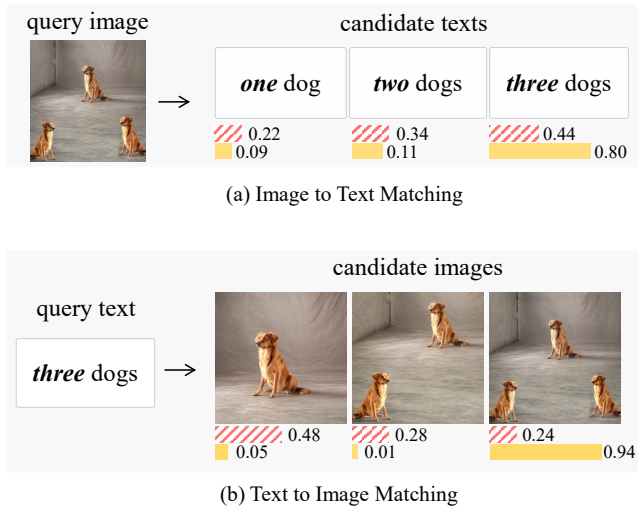 query image
candidate texts
one dog
two dogs
three dogs
0.22
0.34
0.44
0.09
0.11
0.80
(a) Image to Text Matching
candidate images
query text
three dogs
0.48
0.28
0.24
0.05
0.01
0.94
(b) Text to Image Matching